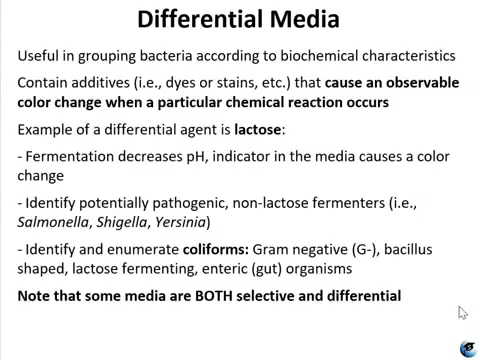 Differential Media
Useful in grouping bacteria according to biochemical characteristics
Contain additives (i.e., dyes or stains, etc.) that cause an observable
color change when a particular chemical reaction occurs
Example of a differential agent is lactose:
- Fermentation decreases pH, indicator in the media causes a color
change
- Identify potentially pathogenic, non-lactose fermenters (i.e.,
Salmonella, Shigella, Yersinia)
- Identify and enumerate coliforms: Gram negative (G-), bacillus
shaped, lactose fermenting, enteric (gut) organisms
Note that some media are BOTH selective and differential